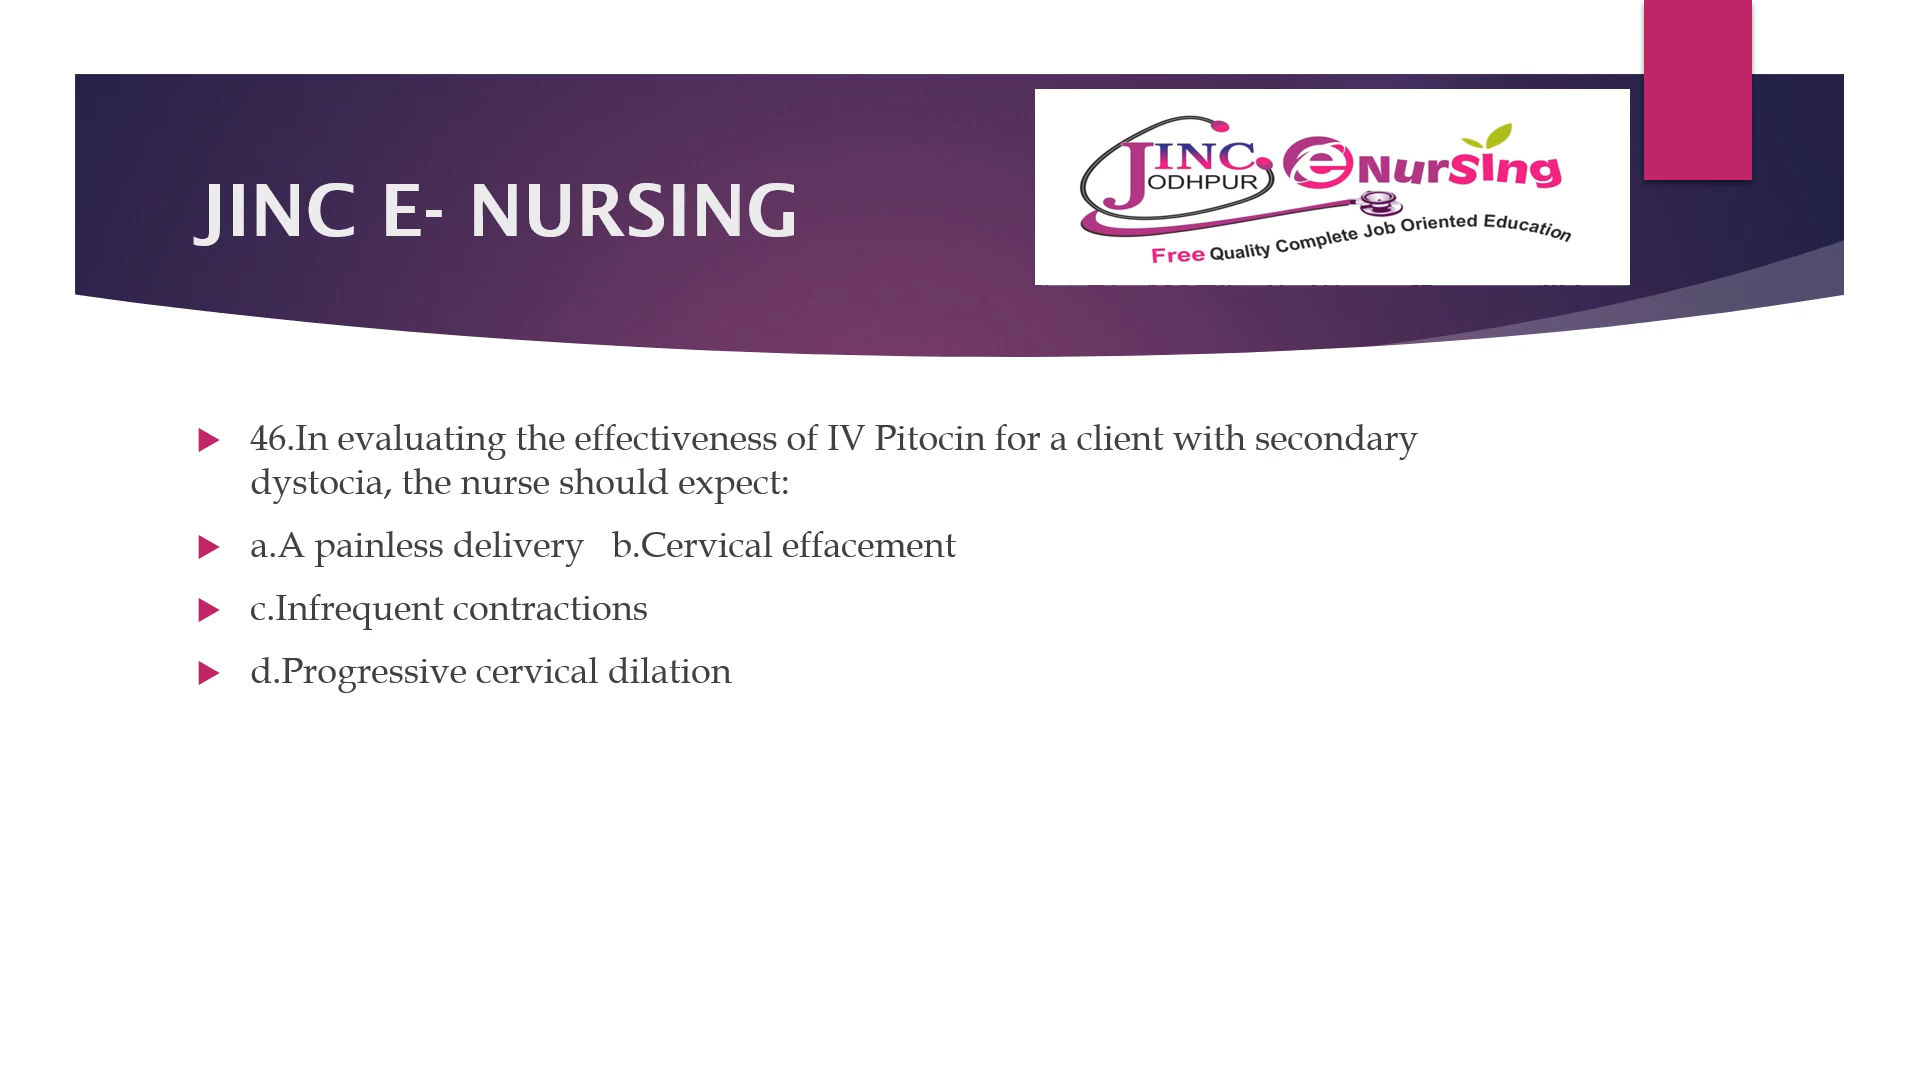 JINC E- NURSING
JINC
ODHPUR
eNursing
Free Quality Complete Job Oriented Education
46.In evaluating the effectiveness of IV Pitocin for a client with secondary
dystocia, the nurse should expect:
a.A painless delivery b.Cervical effacement
c.Infrequent contractions
d.Progressive cervical dilation